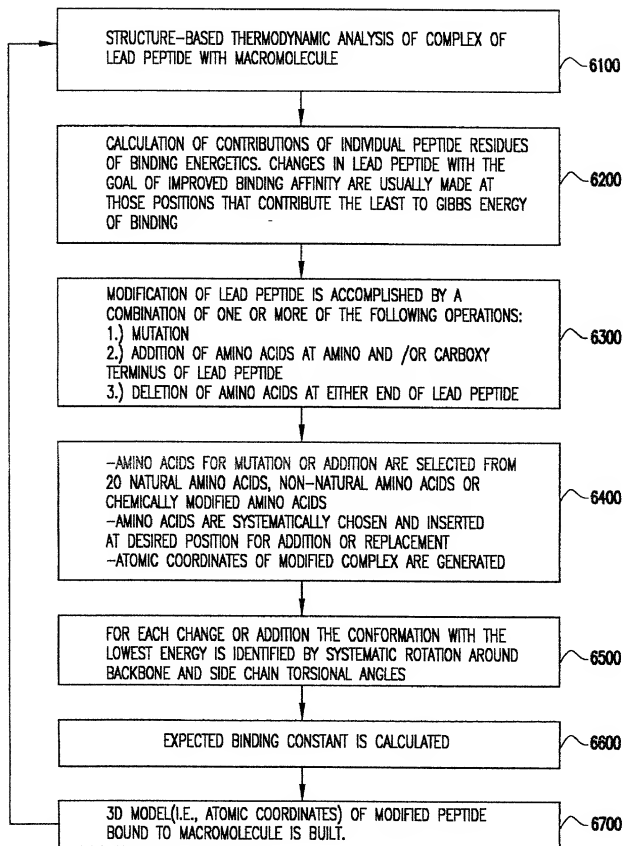 STRUCTURE-BASED THERMODYNAMIC ANALYSIS OF COMPLEX OF
LEAD PEPTIDE WITH MACROMOLECULE
6100
CALCULATION OF CONTRIBUTIONS OF INDIVIDUAL PEPTIDE RESIDUES
OF BINDING ENERGETICS. CHANGES IN LEAD PEPTIDE WITH THE
GOAL OF IMPROVED BINDING AFFINITY ARE USUALLY MADE AT
THOSE POSITIONS THAT CONTRIBUTE THE LEAST TO GIBBS ENERGY
OF BINDING
6200
MODIFICATION OF LEAD PEPTIDE IS ACCOMPLISHED BY A
COMBINATION OF ONE OR MORE OF THE FOLLOWING OPERATIONS:
1.) MUTATION
2.) ADDITION OF AMINO ACIDS AT AMINO AND /OR CARBOXY
TERMINUS OF LEAD PEPTIDE
3.) DELETION OF AMINO ACIDS AT EITHER END OF LEAD PEPTIDE
6300
-AMINO ACIDS FOR MUTATION OR ADDITION ARE SELECTED FROM
20 NATURAL AMINO ACIDS, NON-NATURAL AMINO ACIDS OR
CHEMICALLY MODIFIED AMINO ACIDS
-AMINO ACIDS ARE SYSTEMATICALLY CHOSEN AND INSERTED
AT DESIRED POSITION FOR ADDITION OR REPLACEMENT
-ATOMIC COORDINATES OF MODIFIED COMPLEX ARE GENERATED
6400
FOR EACH CHANGE OR ADDITION THE CONFORMATION WITH THE
LOWEST ENERGY IS IDENTIFIED BY SYSTEMATIC ROTATION AROUND
BACKBONE AND SIDE CHAIN TORSIONAL ANGLES
6500
EXPECTED BINDING CONSTANT IS CALCULATED
6600
3D MODEL(I.E., ATOMIC COORDINATES) OF MODIFIED PEPTIDE
BOUND TO MACROMOLECULE IS BUILT.
6700